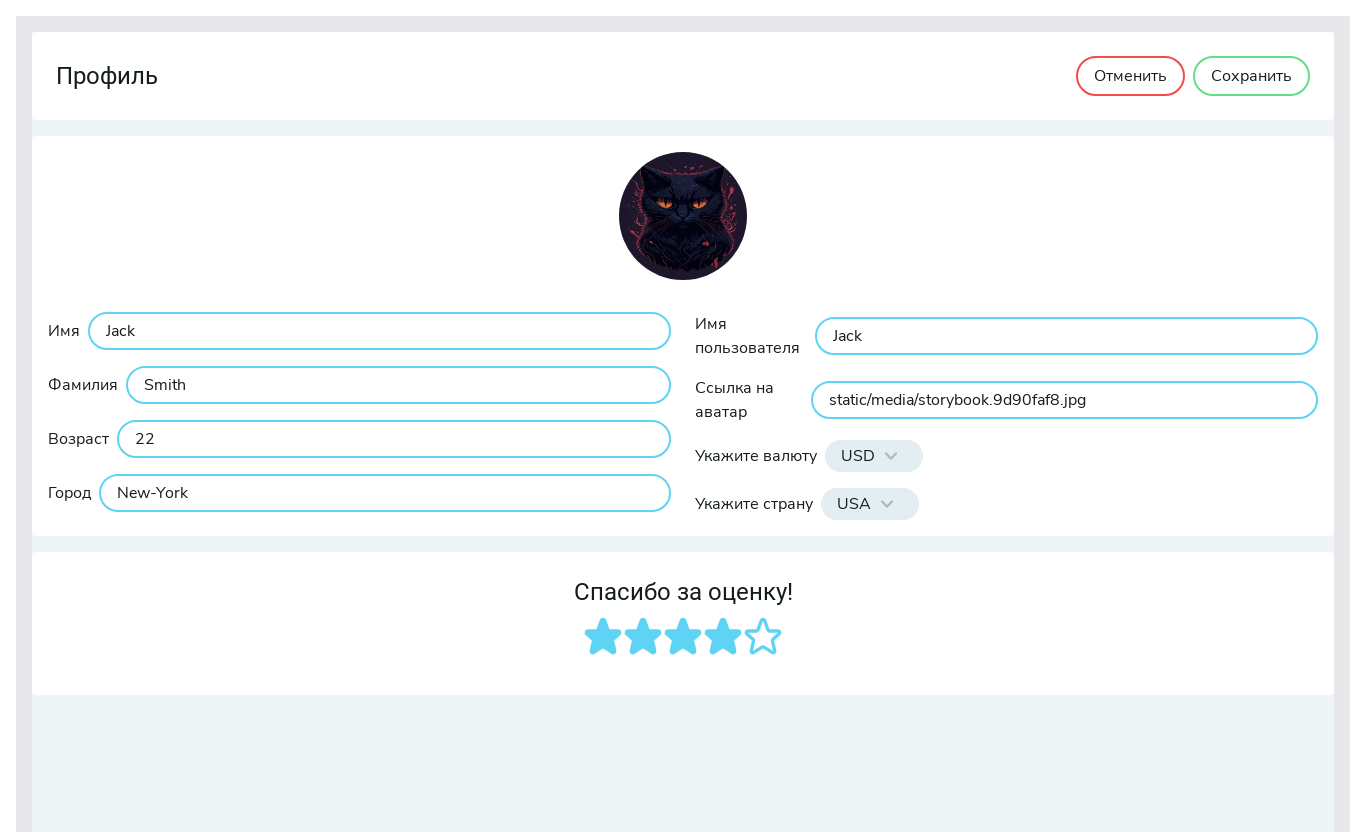 Профиль
Отменить
Сохранить
Имя
Jack
Фамилия
Smith
Возраст
22
Город
New-York
Имя
пользователя
Jack
Ссылка на
аватар
static/media/storybook.9d90faf8.jpg
Укажите валюту
USD
Укажите страну
USA
Спасибо за оценку!